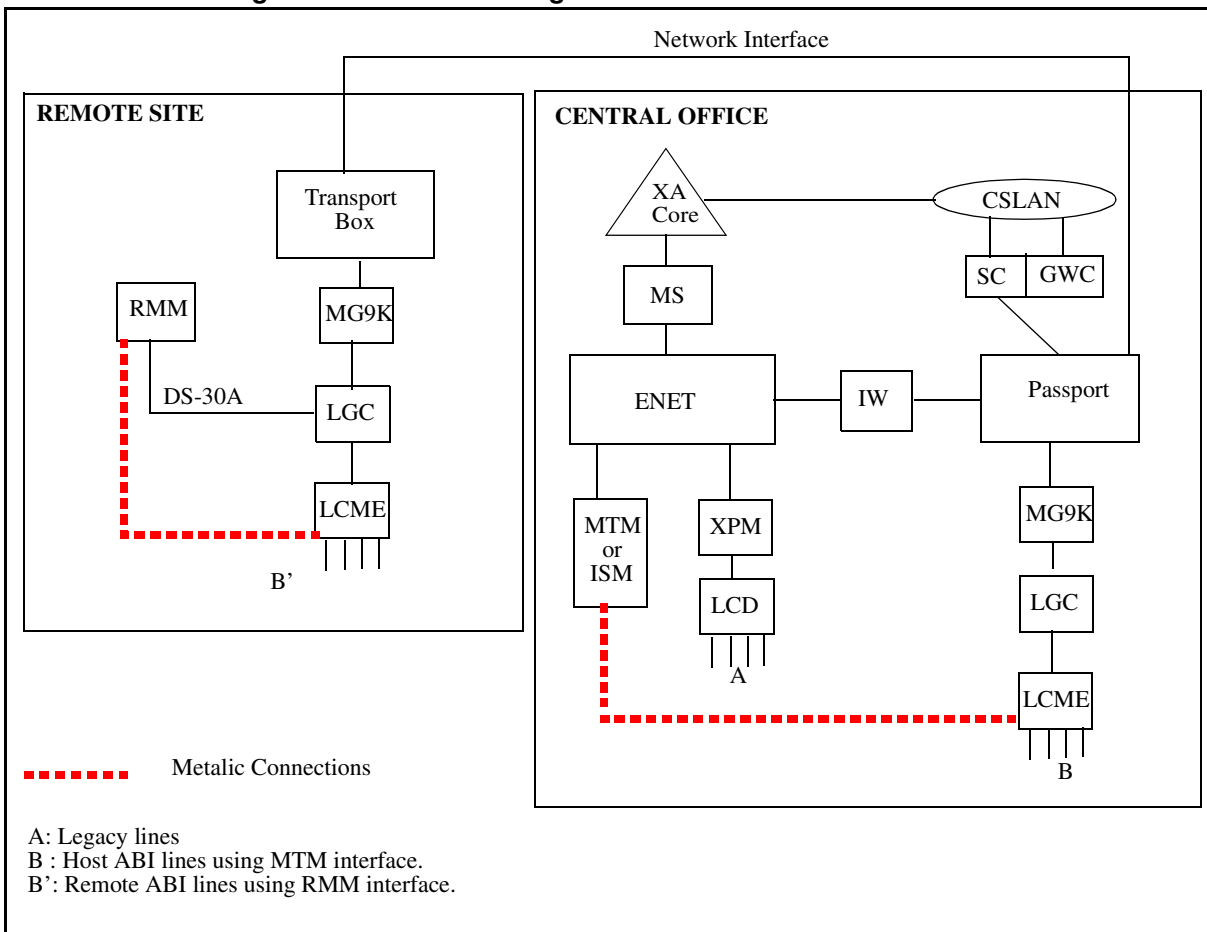 Network Interface
REMOTE SITE
CENTRAL OFFICE
Transport
Box
XA
Core
CSLAN
RMM
MG9K
MS
SC
GWC
DS-30A
LGC
ENET
IW
Passport
LCME
B’
MTM
or
ISM
XPM
MG9K
LCD
LGC
A
LCME
B
Metalic Connections
A: Legacy lines
B : Host ABI lines using MTM interface.
B’: Remote ABI lines using RMM interface.